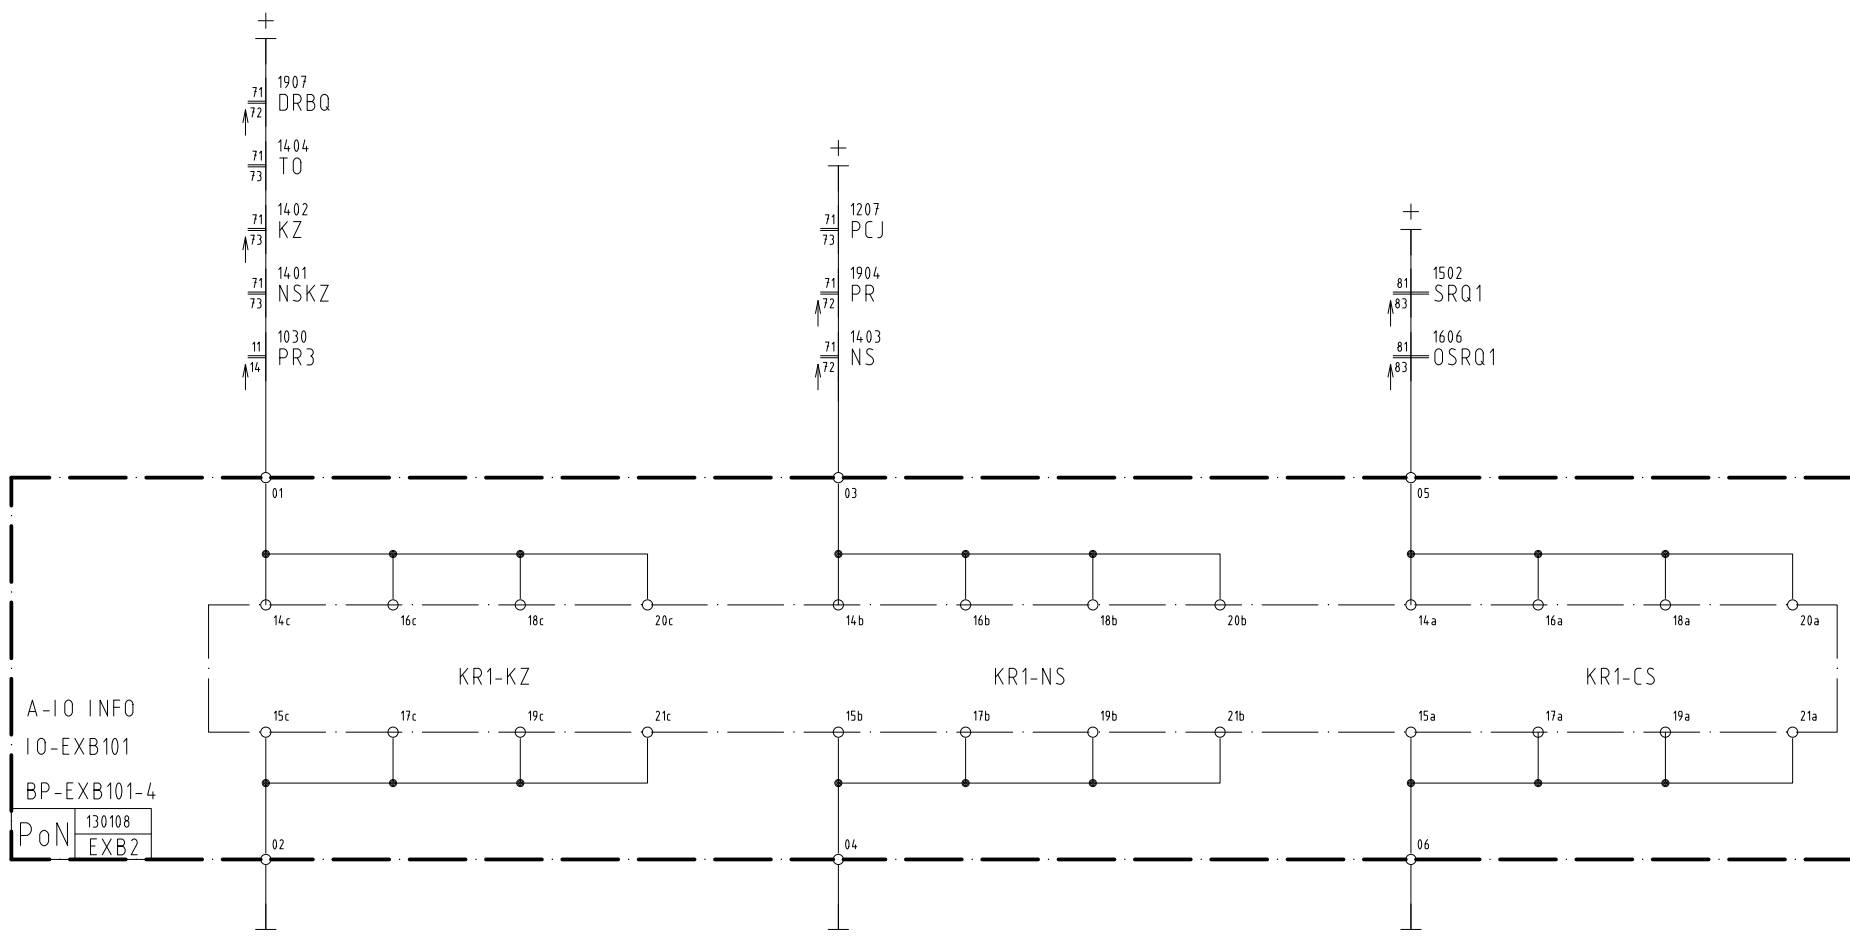 +
1907
71 DRBQ
72
1404
71 TO
73
1402
71 KZ
73
1401
71 NSKZ
73
1030
11 PR3
14
+
1207
71 PCJ
73
1904
71 PR
72
1403
71 NS
72
+
1502
81 SRQ1
83
1606
81 OSRQ1
83
01 03 05
14c 16c 18c 20c 14b 16b 18b 20b 14a 16a 18a 20a
KR1-KZ KR1-NS KR1-CS
15c 17c 19c 21c 15b 17b 19b 21b 15a 17a 19a 21a
A-IO INFO
IO-EXB101
BP-EXB101-4
PoN 130108
EXB2
02 04 06